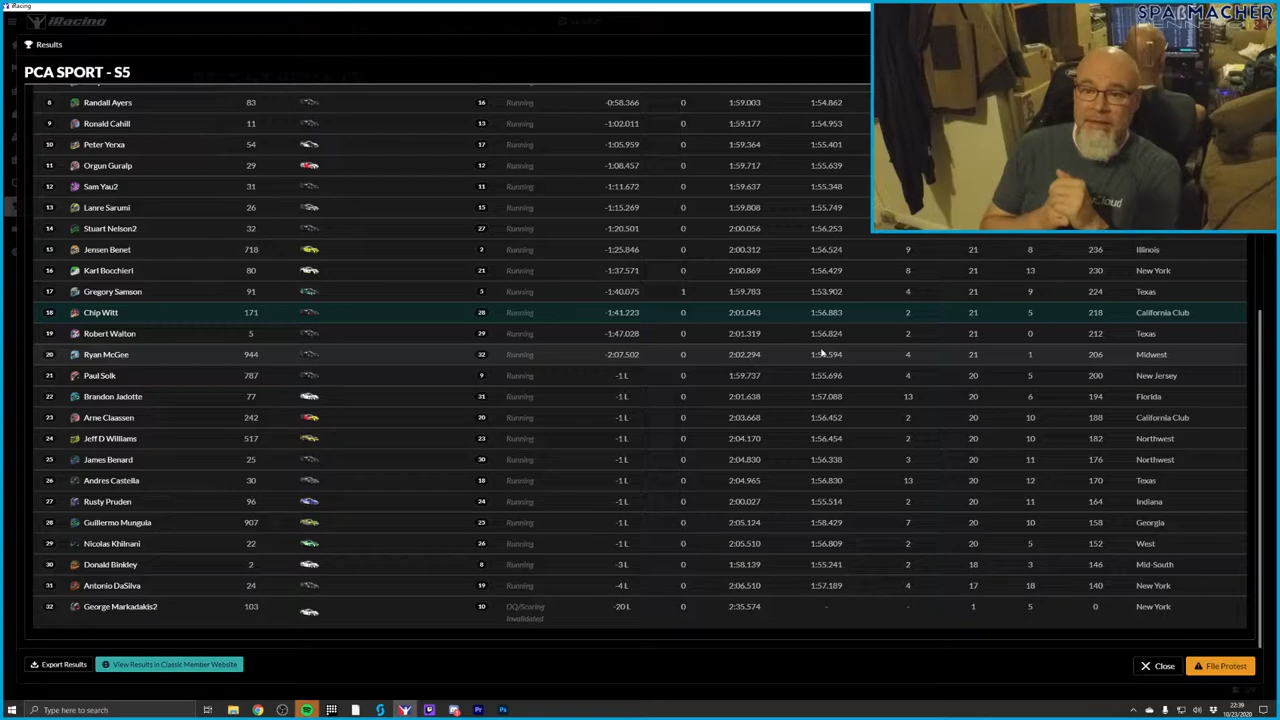 iRacing
iRacing
SPAẞMACHER
Results
PCA SPORT - S5
8 Randall Ayers 83 16 Running -0:58.366 0 1:59.003 1:54.862
9 Ronald Cahill 11 13 Running -1:02.011 0 1:59.177 1:54.953
10 Peter Yerxa 54 17 Running -1:05.959 0 1:59.364 1:55.401
11 Orgun Guralp 29 12 Running -1:08.457 0 1:59.717 1:55.639
12 Sam Yau2 31 11 Running -1:11.672 0 1:59.637 1:55.348
13 Lanre Sarumi 26 15 Running -1:15.269 0 1:59.808 1:55.749
14 Stuart Nelson2 32 27 Running -1:20.501 0 2:00.056 1:56.253
15 Jensen Benet 718 2 Running -1:25.846 0 2:00.312 1:56.524 9 21 8 236 Illinois
16 Karl Bocchieri 80 21 Running -1:37.571 0 2:00.869 1:56.429 8 21 13 230 New York
17 Gregory Samson 91 5 Running -1:40.075 1 1:59.783 1:53.902 4 21 9 224 Texas
18 Chip Witt 171 28 Running -1:41.223 0 2:01.043 1:56.883 2 21 5 218 California Club
19 Robert Walton 5 29 Running -1:47.028 0 2:01.319 1:56.824 2 21 0 212 Texas
20 Ryan McGee 944 32 Running -2:07.502 0 2:02.294 4 21 1 206 Midwest
21 Paul Solk 787 9 Running -1 L 0 1:59.737 1:55.696 4 20 5 200 New Jersey
22 Brandon Jadotte 77 31 Running -1 L 0 2:01.638 1:57.088 13 20 6 194 Florida
23 Arne Claassen 242 20 Running -1 L 0 2:03.668 1:56.452 2 20 10 188 California Club
24 Jeff D Williams 517 23 Running -1 L 0 2:04.170 1:56.454 2 20 10 182 Northwest
25 James Benard 25 30 Running -1 L 0 2:04.830 1:56.338 3 20 11 176 Northwest
26 Andres Castella 30 18 Running -1 L 0 2:04.965 1:56.830 13 20 12 170 Texas
27 Rusty Pruden 96 24 Running -1 L 0 2:00.027 1:55.514 2 20 11 164 Indiana
28 Guillermo Munguia 907 25 Running -1 L 0 2:05.124 1:58.429 7 20 10 158 Georgia
29 Nicolas Khilnani 22 26 Running -1 L 0 2:05.510 1:56.809 2 20 5 152 West
30 Donald Binkley 2 8 Running -3 L 0 1:58.139 1:55.241 2 18 3 146 Mid-South
31 Antonio DaSilva 24 19 Running -4 L 0 2:06.510 1:57.189 4 17 18 140 New York
32 George Markadakis2 103 10 DQ/Scoring Invalidated -20 L 0 2:35.574 - - 1 5 0 New York
Export Results View Results in Classic Member Website Close File Protest
Type here to search
22:39
10/23/2020